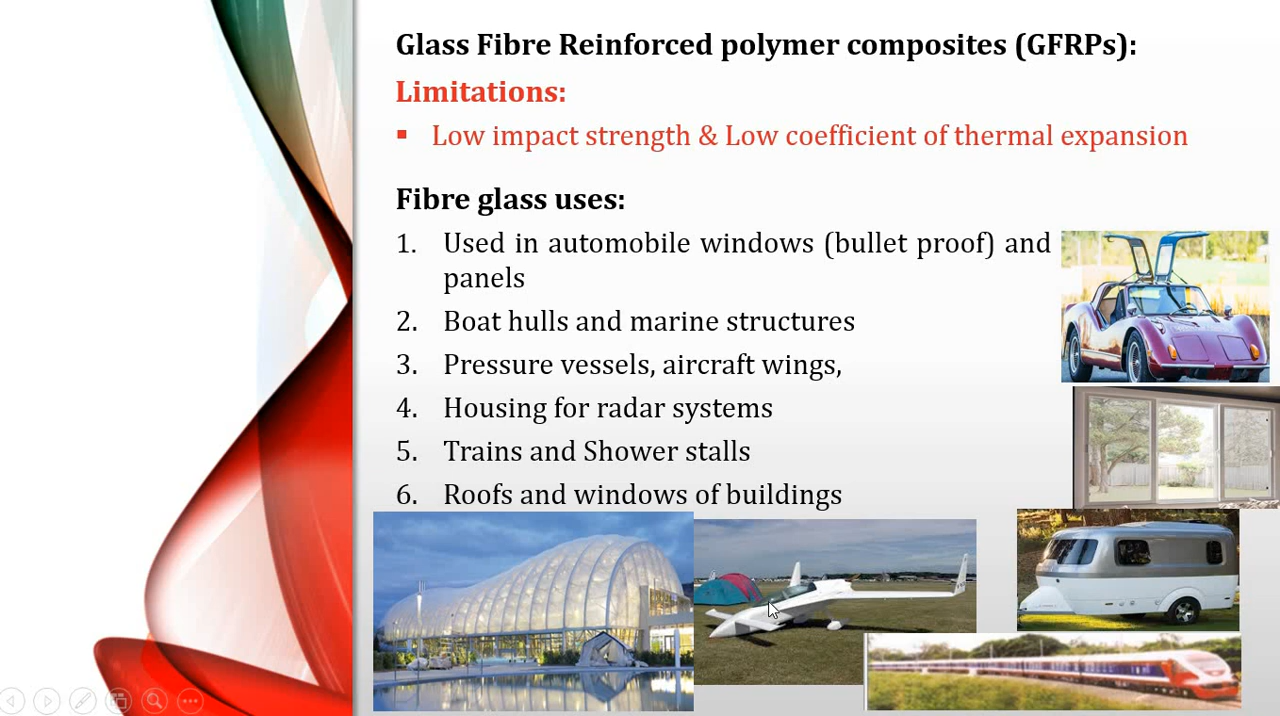 Glass Fibre Reinforced polymer composites (GFRPs):
Limitations:
▪ Low impact strength & Low coefficient of thermal expansion
Fibre glass uses:
1. Used in automobile windows (bullet proof) and
panels
2. Boat hulls and marine structures
3. Pressure vessels, aircraft wings,
4. Housing for radar systems
5. Trains and Shower stalls
6. Roofs and windows of buildings